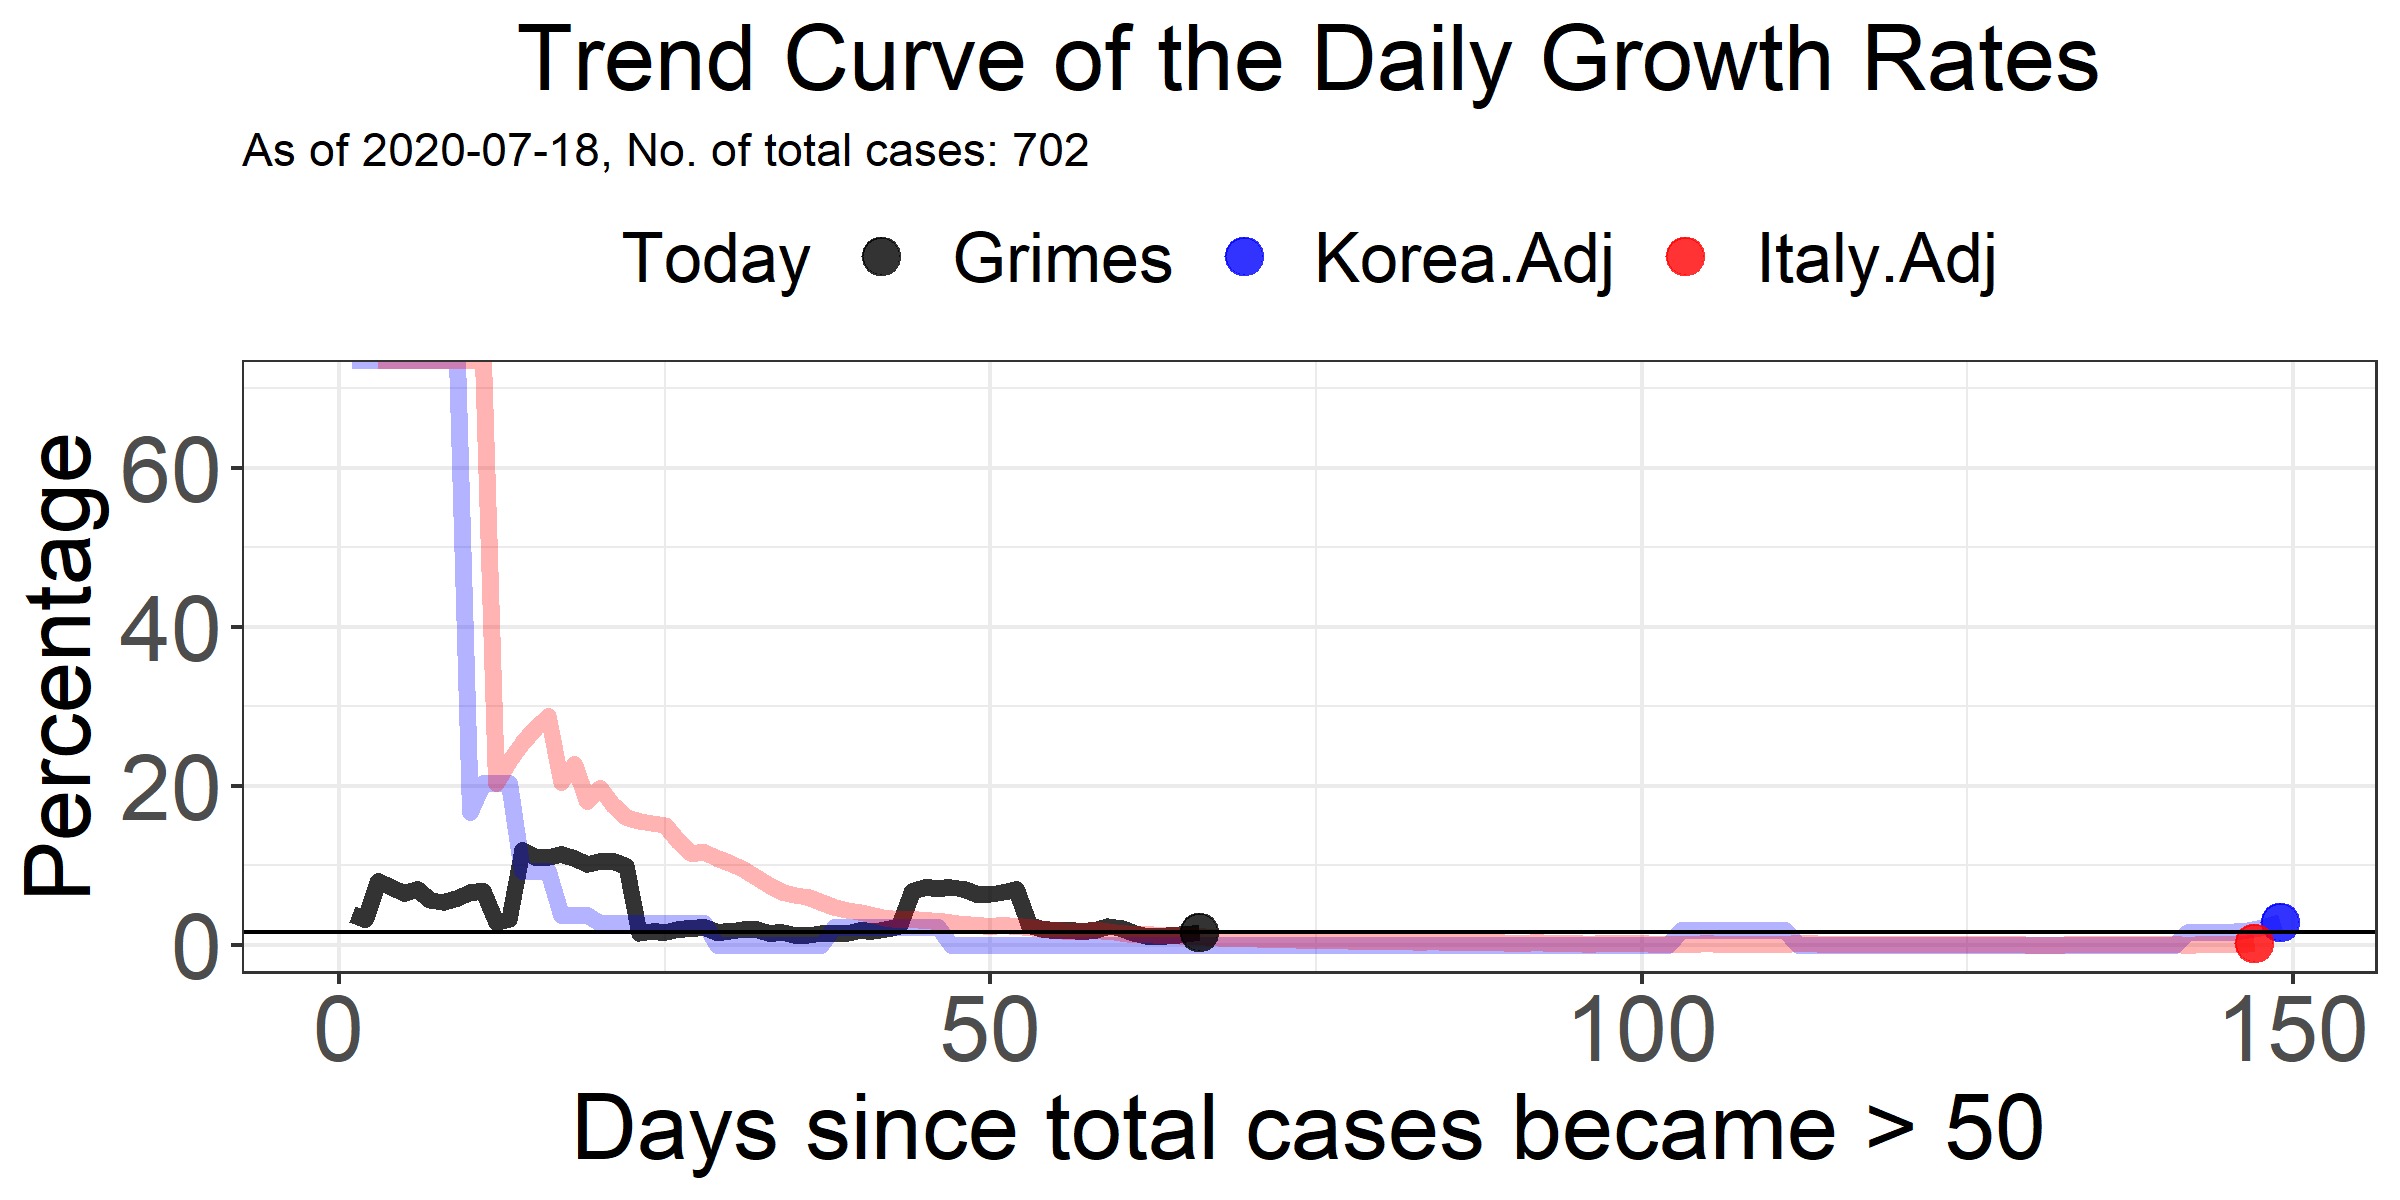 Trend Curve of the Daily Growth Rates
As of 2020-07-18, No. of total cases: 702
Today Grimes Korea.Adj Italy.Adj
Percentage
60
40
20
0
0 50 100 150
Days since total cases became > 50